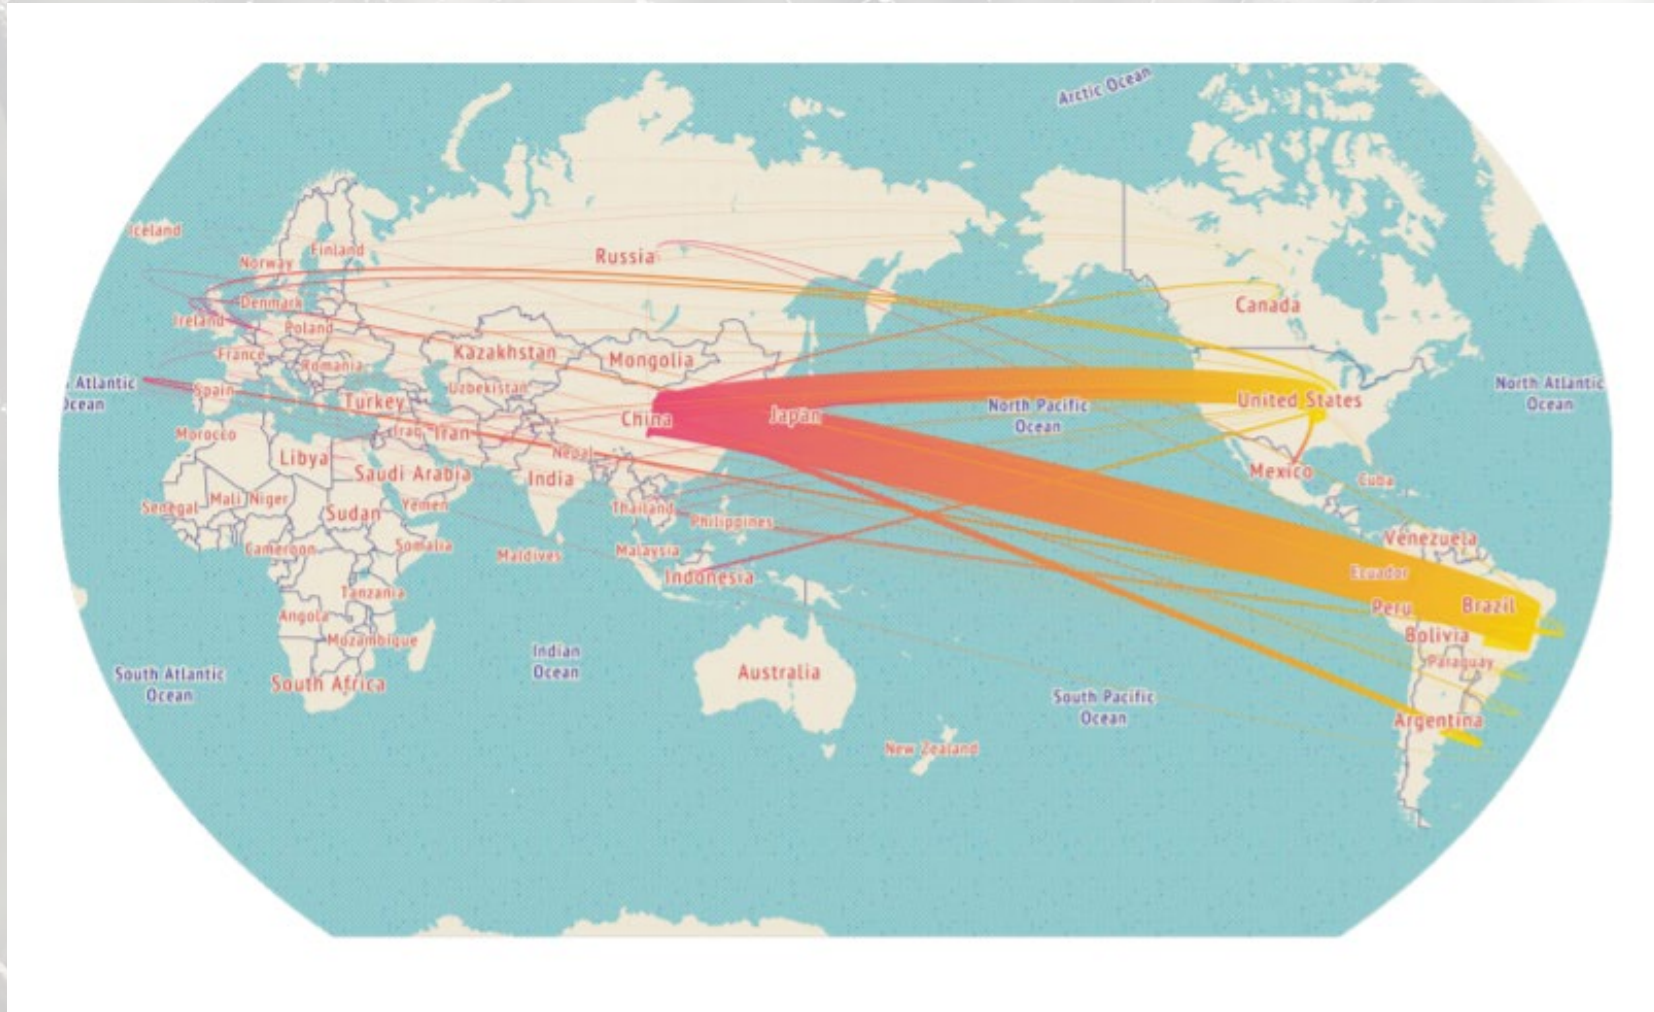 Arctic Ocean
Iceland
Finland
Russia
Norway
Denmark
Canada
Ireland
Poland
France
Kazakhstan
Mongolia
Romania
Atlantic
Ocean
Spain
Uzbekistan
Turkey
North Atlantic
Ocean
United States
China
Japan
North Pacific
Ocean
Morocco
Iraq
Iran
Nepal
Libya
Saudi Arabia
India
Mexico
Cuba
Senegal
Mali
Niger
Yemen
Thailand
Sudan
Philippines
Cameroon
Somalia
Maldives
Malaysia
Venezuela
Indonesia
Ecuador
Tanzania
Peru
Brazil
Angola
Mozambique
Bolivia
Indian
Ocean
Paraguay
South Atlantic
Ocean
South Africa
Australia
South Pacific
Ocean
Argentina
New Zealand